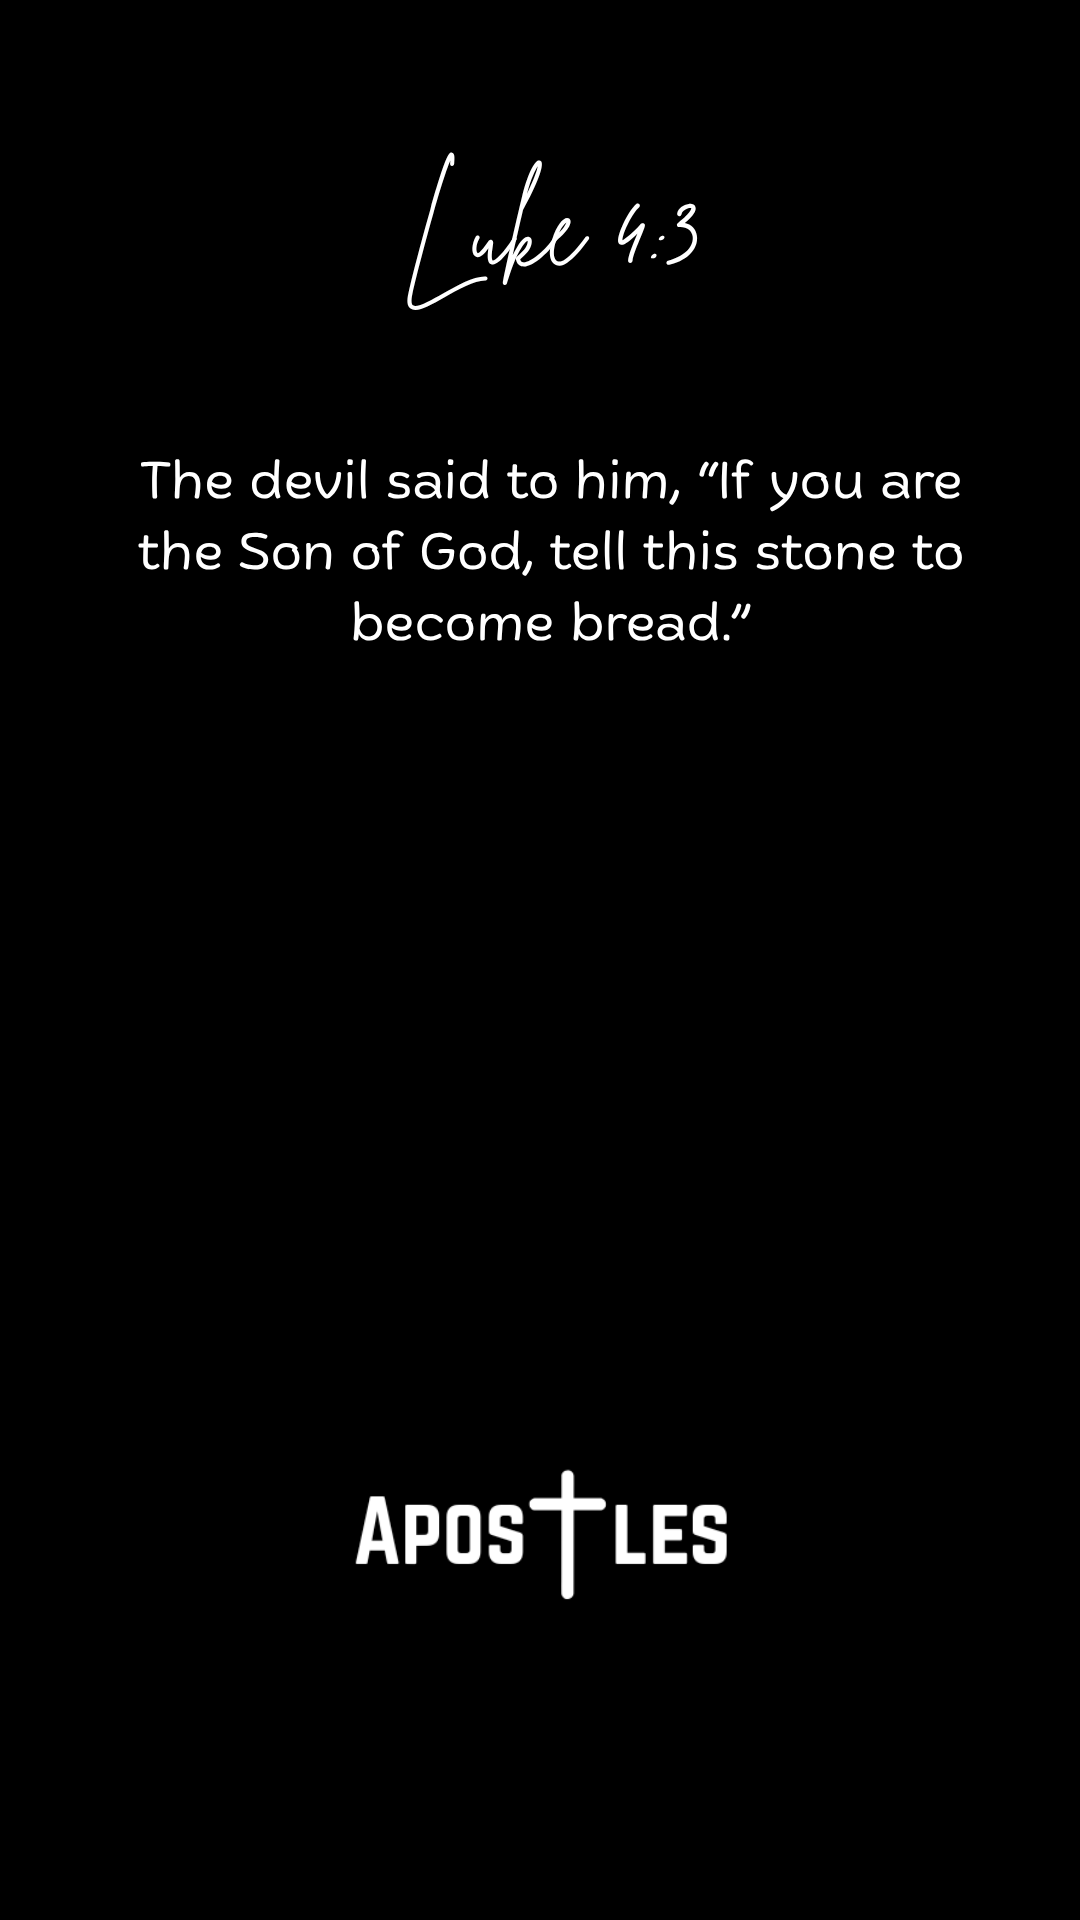 Luke 4:3
The devil said to him, “If you are
the Son of God, tell this stone to
become bread.”
APOSTLES